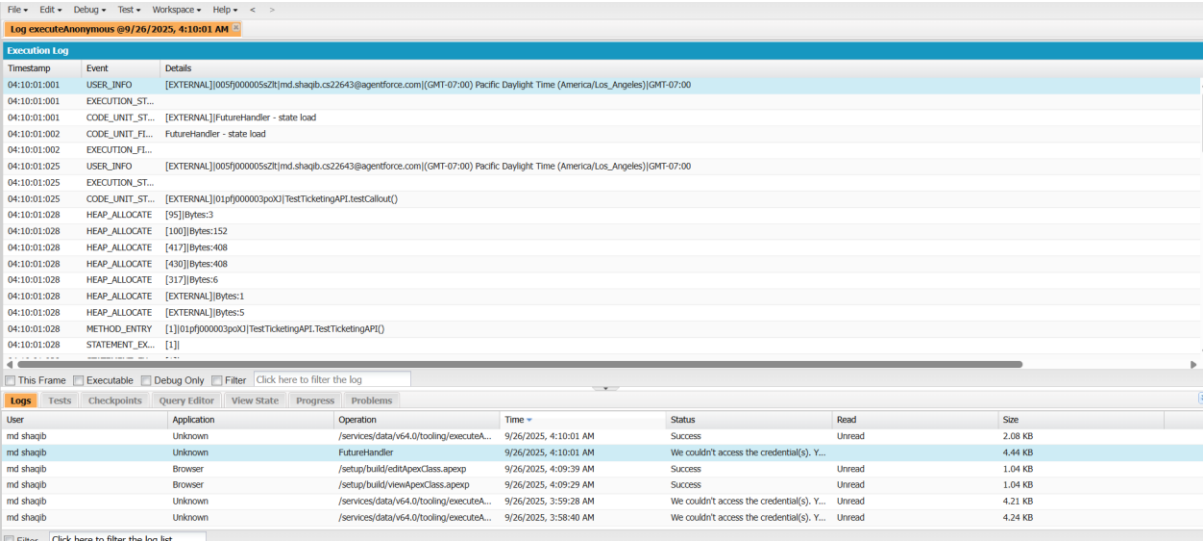 File Edit Debug Test Workspace Help < >
Log executeAnonymous @9/26/2025, 4:10:01 AM
Execution Log
Timestamp Event Details
04:10:01:001 USER_INFO [EXTERNAL]|005fj000005sZlt|md.shaqib.cs22643@agentforce.com|(GMT-07:00) Pacific Daylight Time (America/Los_Angeles)|GMT-07:00
04:10:01:001 EXECUTION_ST...
04:10:01:001 CODE_UNIT_ST... [EXTERNAL]|FutureHandler - state load
04:10:01:002 CODE_UNIT_FI... FutureHandler - state load
04:10:01:002 EXECUTION_FI...
04:10:01:025 USER_INFO [EXTERNAL]|005fj000005sZlt|md.shaqib.cs22643@agentforce.com|(GMT-07:00) Pacific Daylight Time (America/Los_Angeles)|GMT-07:00
04:10:01:025 EXECUTION_ST...
04:10:01:025 CODE_UNIT_ST... [EXTERNAL]|01pfj000003poXJ|TestTicketingAPI.testCallout()
04:10:01:028 HEAP_ALLOCATE [95]|Bytes:3
04:10:01:028 HEAP_ALLOCATE [100]|Bytes:152
04:10:01:028 HEAP_ALLOCATE [417]|Bytes:408
04:10:01:028 HEAP_ALLOCATE [430]|Bytes:408
04:10:01:028 HEAP_ALLOCATE [317]|Bytes:6
04:10:01:028 HEAP_ALLOCATE [EXTERNAL]|Bytes:1
04:10:01:028 HEAP_ALLOCATE [EXTERNAL]|Bytes:5
04:10:01:028 METHOD_ENTRY [1]|01pfj000003poXJ|TestTicketingAPI.TestTicketingAPI()
04:10:01:028 STATEMENT_EX... [1]|
This Frame Executable Debug Only Filter Click here to filter the log
Logs Tests Checkpoints Query Editor View State Progress Problems
User Application Operation Time Status Read Size
md shaqib Unknown /services/data/v64.0/tooling/executeA... 9/26/2025, 4:10:01 AM Success Unread 2.08 KB
md shaqib Unknown FutureHandler 9/26/2025, 4:10:01 AM We couldn't access the credential(s). Y... 4.44 KB
md shaqib Browser /setup/build/editApexClass.apexp 9/26/2025, 4:09:39 AM Success Unread 1.04 KB
md shaqib Browser /setup/build/viewApexClass.apexp 9/26/2025, 4:09:29 AM Success Unread 1.04 KB
md shaqib Unknown /services/data/v64.0/tooling/executeA... 9/26/2025, 3:59:28 AM We couldn't access the credential(s). Y... Unread 4.21 KB
md shaqib Unknown /services/data/v64.0/tooling/executeA... 9/26/2025, 3:58:40 AM We couldn't access the credential(s). Y... Unread 4.24 KB
Filter Click here to filter the log list